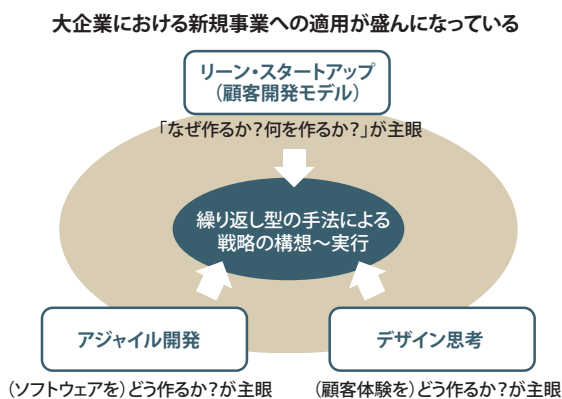 大企業における新規事業への適用が盛んになっている
リーン・スタートアップ
（顧客開発モデル）
「なぜ作るか？何を作るか？」が主眼
繰り返し型の手法による
戦略の構想～実行
アジャイル開発
デザイン思考
（ソフトウェアを）どう作るか？が主眼
（顧客体験を）どう作るか？が主眼